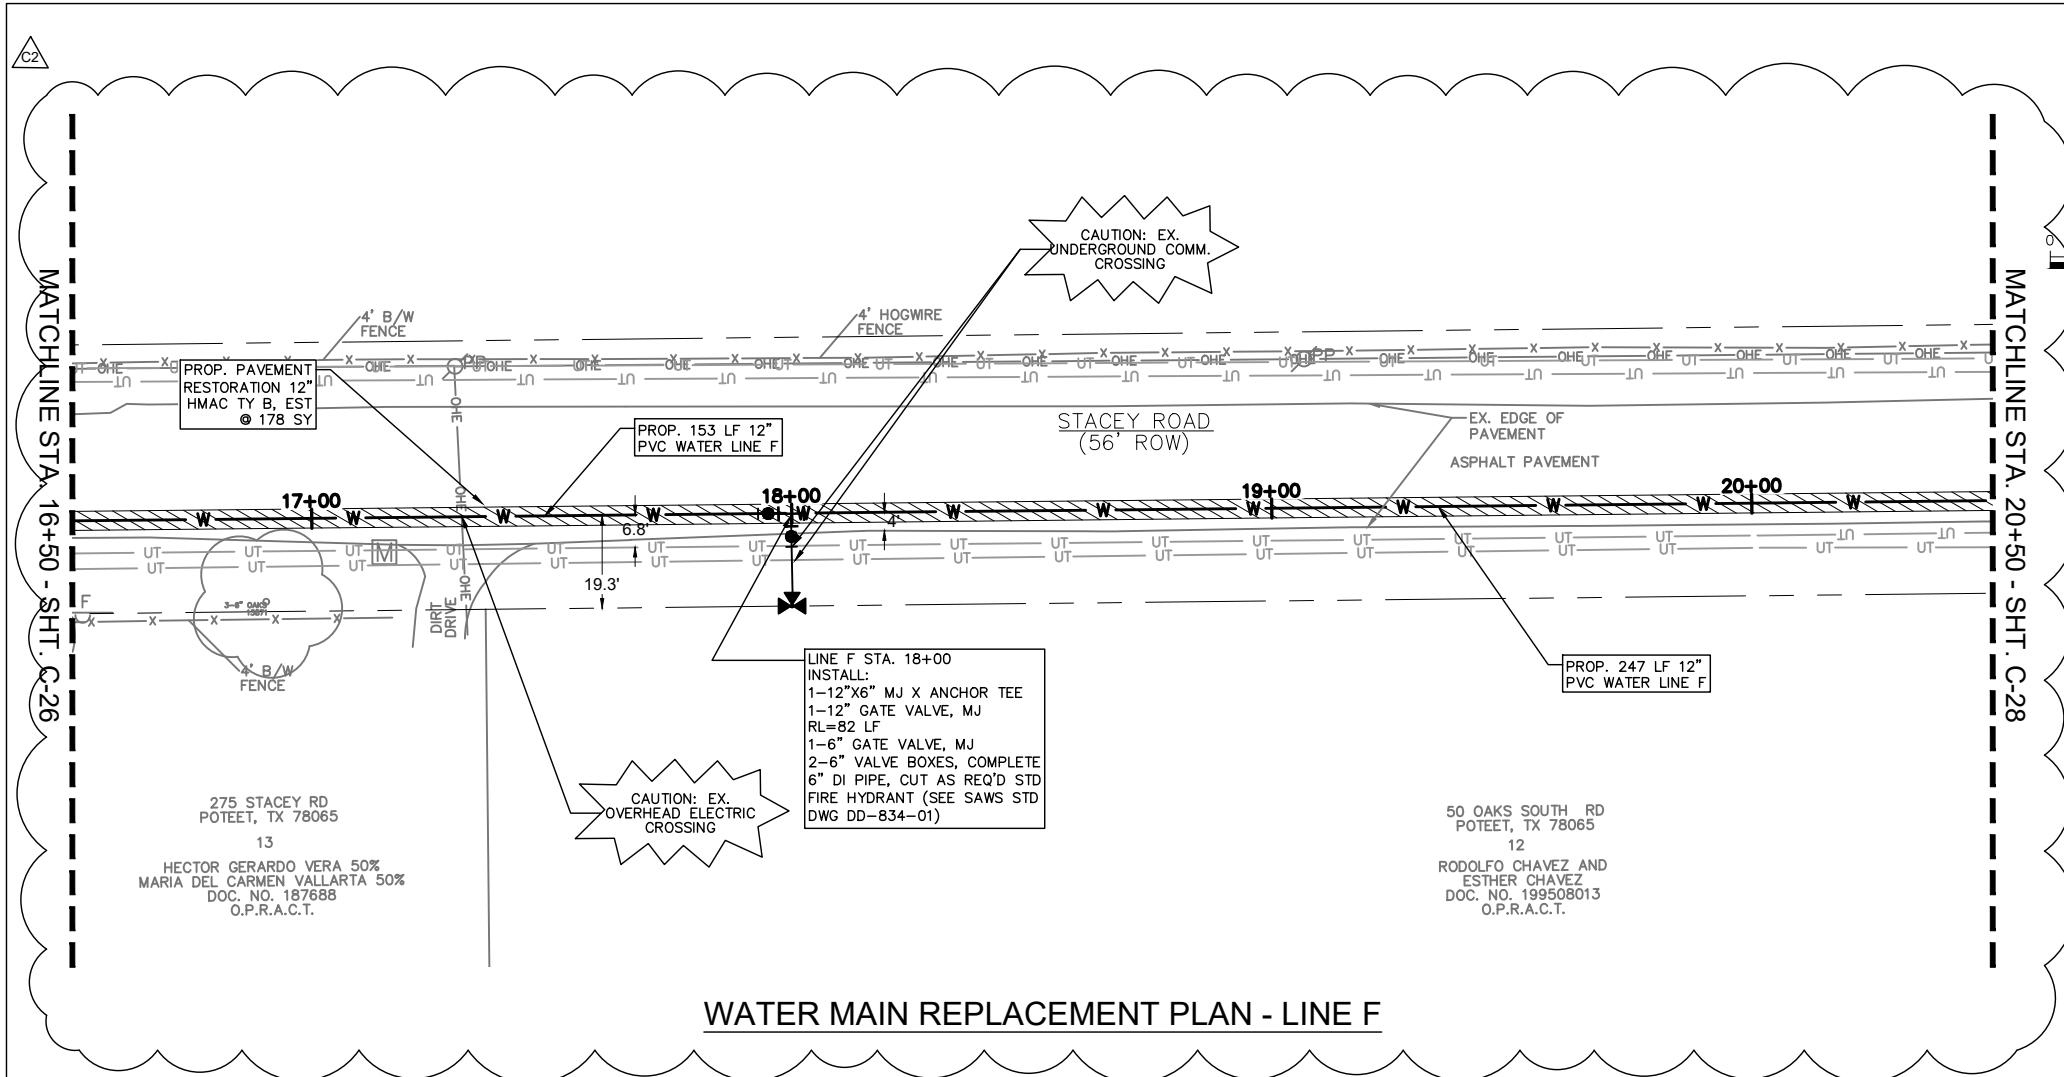 C2
MATCHLINE STA. 16+50 - SHT. C-26
MATCHLINE STA. 20+50 - SHT. C-28
0
CAUTION: EX.
UNDERGROUND COMM.
CROSSING
4' B/W
FENCE
4' HOGWIRE
FENCE
PP
PP
OHE
UT
PROP. PAVEMENT
RESTORATION 12"
HMAC TY B, EST
@ 178 SY
PROP. 153 LF 12"
PVC WATER LINE F
STACEY ROAD
(56' ROW)
EX. EDGE OF
PAVEMENT
ASPHALT PAVEMENT
17+00
18+00
19+00
20+00
W W W W W W W W W W W W
6.8'
4'
19.3'
M
F
3-8" OAKS
DIRT
DRIVE
4' B/W
FENCE
LINE F STA. 18+00
INSTALL:
1-12"X6" MJ X ANCHOR TEE
1-12" GATE VALVE, MJ
RL=82 LF
1-6" GATE VALVE, MJ
2-6" VALVE BOXES, COMPLETE
6" DI PIPE, CUT AS REQ'D STD
FIRE HYDRANT (SEE SAWS STD
DWG DD-834-01)
PROP. 247 LF 12"
PVC WATER LINE F
CAUTION: EX.
OVERHEAD ELECTRIC
CROSSING
275 STACEY RD
POTEET, TX 78065
13
HECTOR GERARDO VERA 50%
MARIA DEL CARMEN VALLARTA 50%
DOC. NO. 187688
O.P.R.A.C.T.
50 OAKS SOUTH RD
POTEET, TX 78065
12
RODOLFO CHAVEZ AND
ESTHER CHAVEZ
DOC. NO. 199508013
O.P.R.A.C.T.
WATER MAIN REPLACEMENT PLAN - LINE F